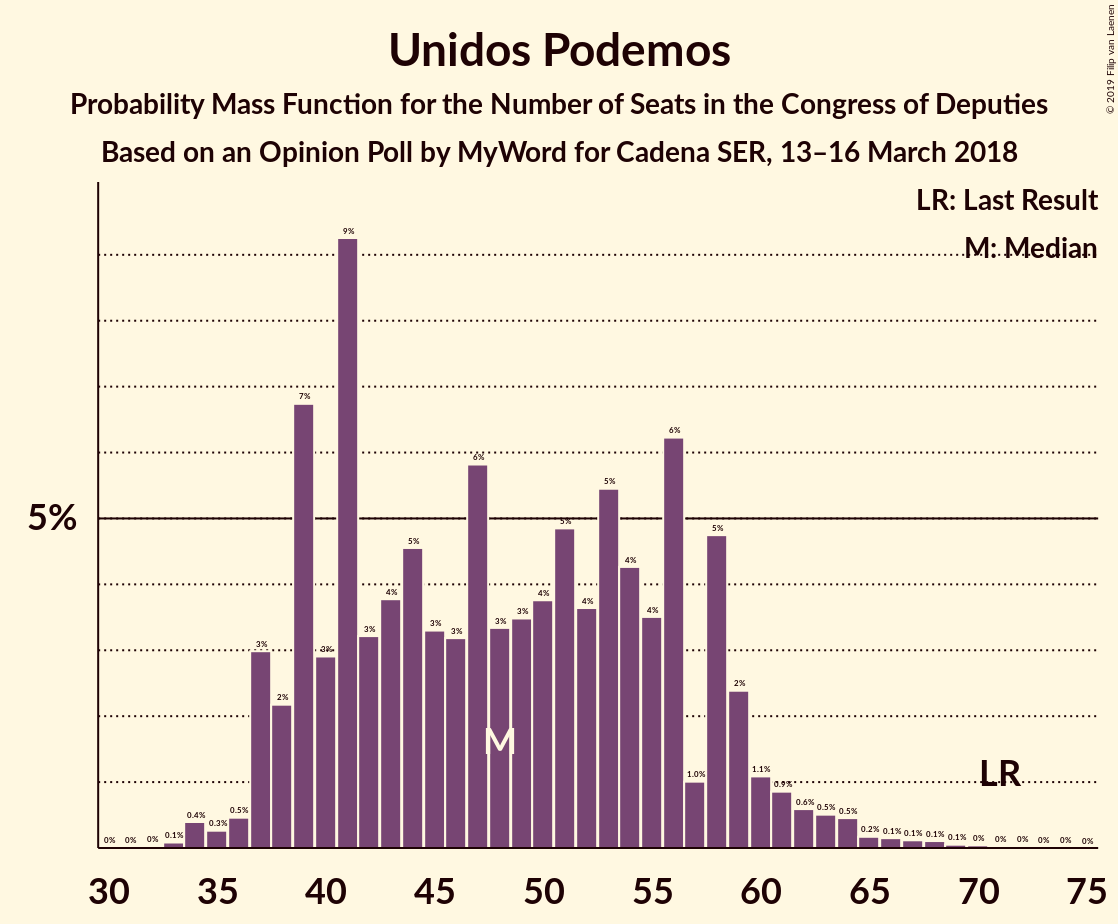 Unidos Podemos
Probability Mass Function for the Number of Seats in the Congress of Deputies
Based on an Opinion Poll by MyWord for Cadena SER, 13–16 March 2018
© 2019 Filip van Laenen
LR: Last Result
M: Median
5%
0% 0% 0% 0.1% 0.4% 0.3% 0.5% 3% 2% 7% 3% 9% 3% 4% 5% 3% 3% 6% 3% 3% 4% 5% 4% 5% 4% 4% 6% 1.0% 5% 2% 1.1% 0.9% 0.6% 0.5% 0.5% 0.2% 0.1% 0.1% 0.1% 0.1% 0% 0% 0% 0% 0% 0%
M
LR
30 35 40 45 50 55 60 65 70 75